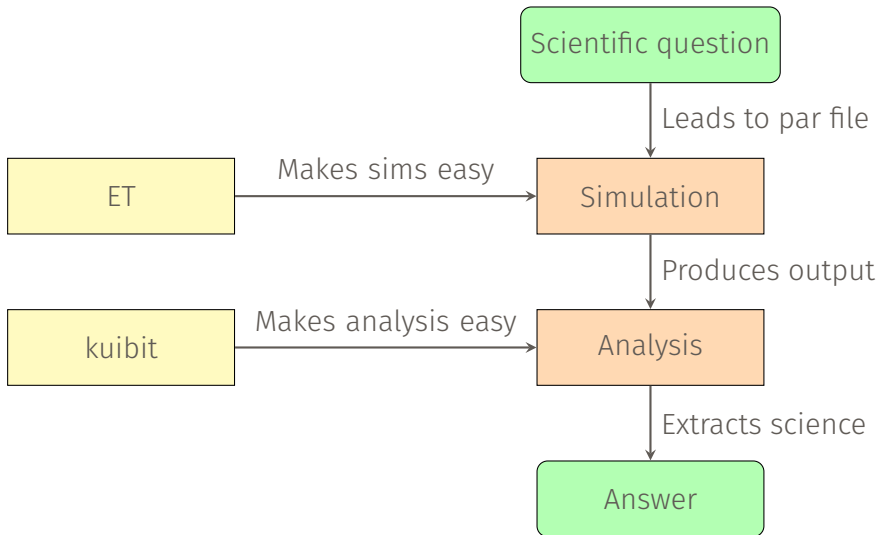 Scientific question
Leads to par file
ET
Makes sims easy
Simulation
Produces output
kuibit
Makes analysis easy
Analysis
Extracts science
Answer